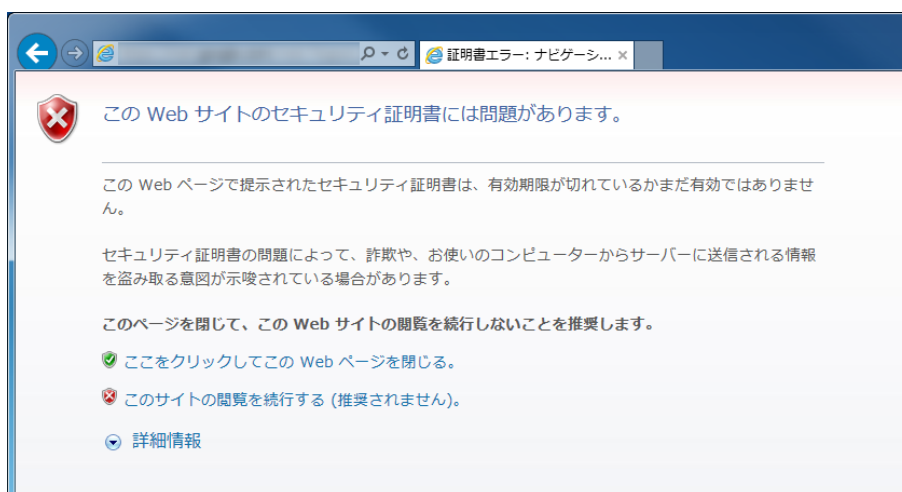 証明書エラー: ナビゲーシ... ×
この Web サイトのセキュリティ証明書には問題があります。
この Web ページで提示されたセキュリティ証明書は、有効期限が切れているかまだ有効ではありませ
ん。
セキュリティ証明書の問題によって、詐欺や、お使いのコンピューターからサーバーに送信される情報
を盗み取る意図が示唆されている場合があります。
このページを閉じて、この Web サイトの閲覧を続行しないことを推奨します。
ここをクリックしてこの Web ページを閉じる。
このサイトの閲覧を続行する (推奨されません)。
詳細情報